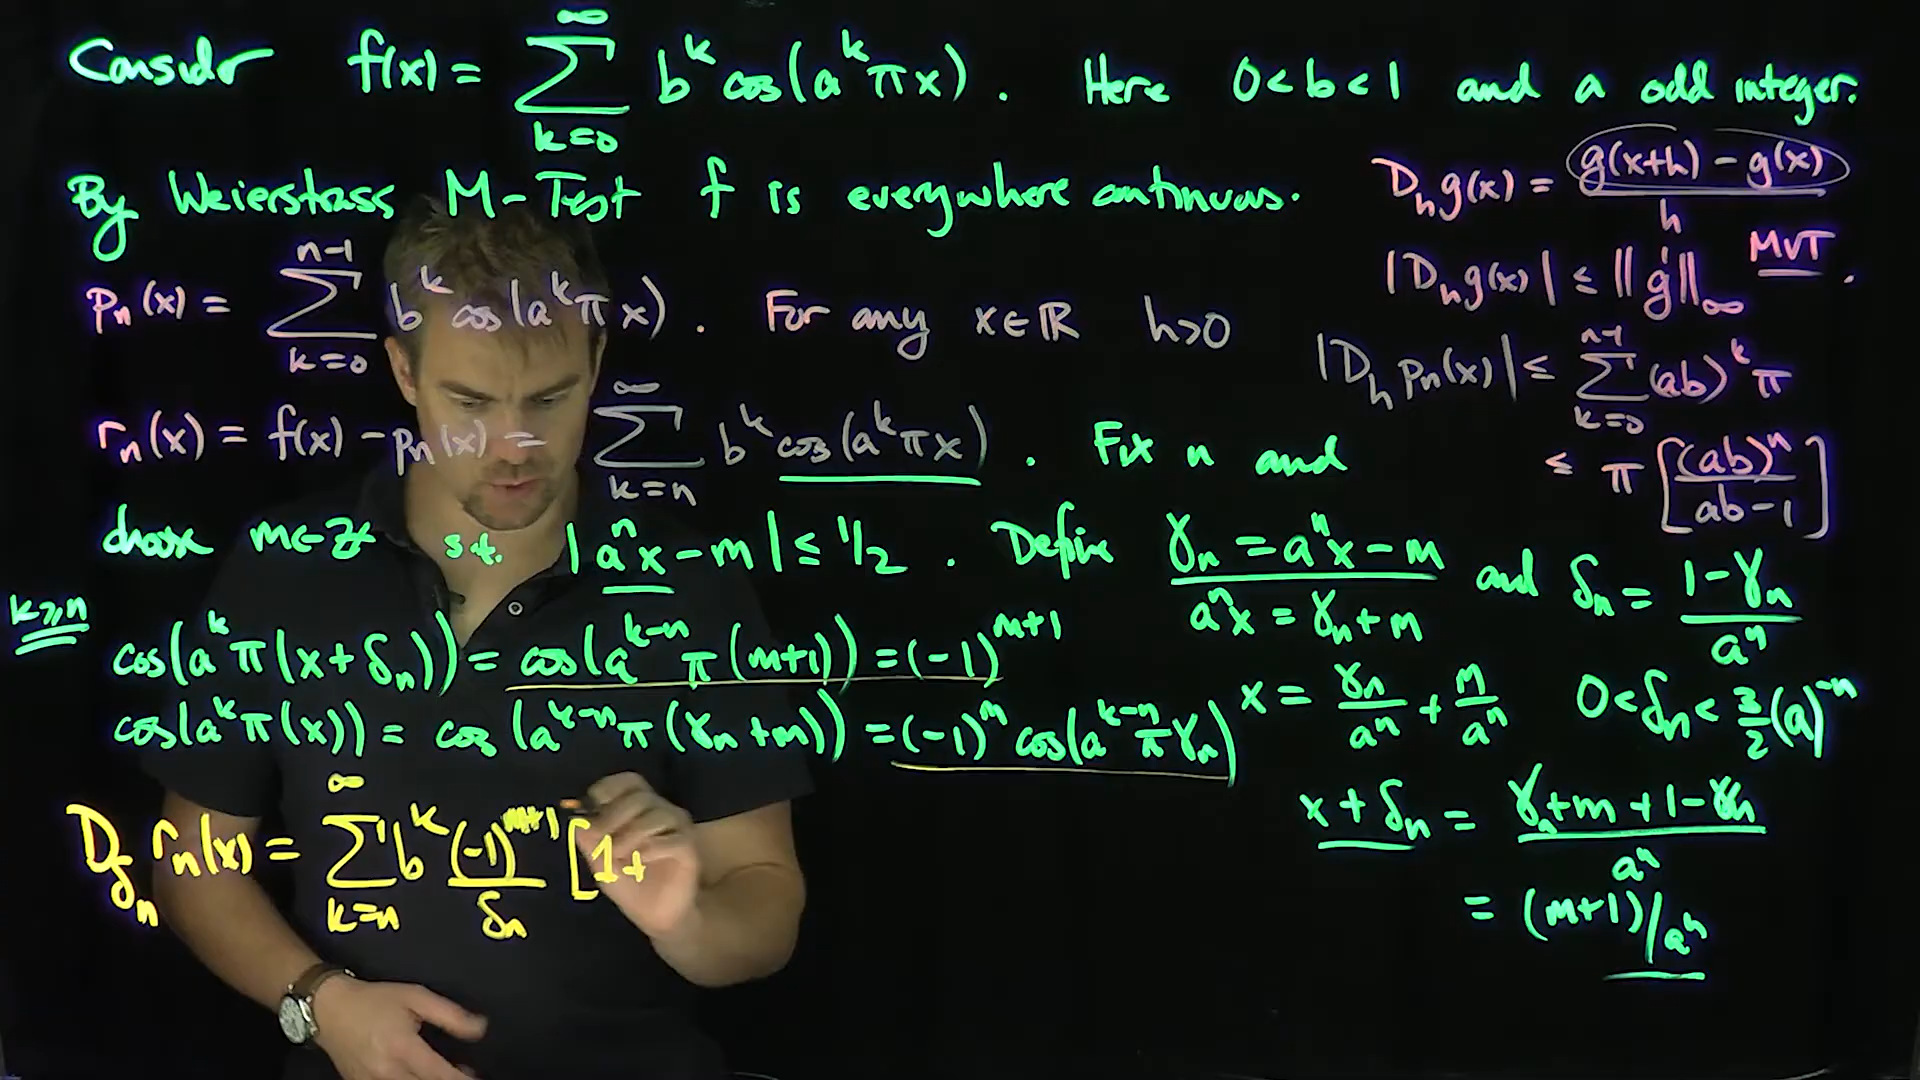 Consider f(x) = ∑_{k=0}^{∞} b^k cos(a^k π x). Here 0<b<1 and a odd integer.
By Weierstrass M-Test f is everywhere continuous.
D_h g(x) = (g(x+h) - g(x)) / h
|D_h g(x)| ≤ ||g'||_∞ MVT.
p_n(x) = ∑_{k=0}^{n-1} b^k cos(a^k π x). For any x∈ℝ h>0
|D_h p_n(x)| ≤ ∑_{k=0}^{n-1} (ab)^k π
≤ π [(ab)^n / (ab-1)]
r_n(x) = f(x) - p_n(x) = ∑_{k=n}^{∞} b^k cos(a^k π x). Fix n and
choose m∈ℤ s.t. |a^n x - m| ≤ 1/2. Define γ_n = a^n x - m and δ_n = (1-γ_n) / a^n
a^n x = γ_n + m
k≥n
cos(a^k π(x+δ_n)) = cos(a^{k-n} π(m+1)) = (-1)^{m+1}
x = γ_n/a^n + m/a^n 0<δ_n<3/2(a)^{-n}
cos(a^k π(x)) = cos(a^{k-n} π(γ_n+m)) = (-1)^m cos(a^{k-n} π γ_n)
x+δ_n = (γ_n+m+1-γ_n) / a^n
= (m+1)/a^n
D_{δ_n} r_n(x) = ∑_{k=n}^{∞} b^k (-1)^{m+1} / δ_n [1+